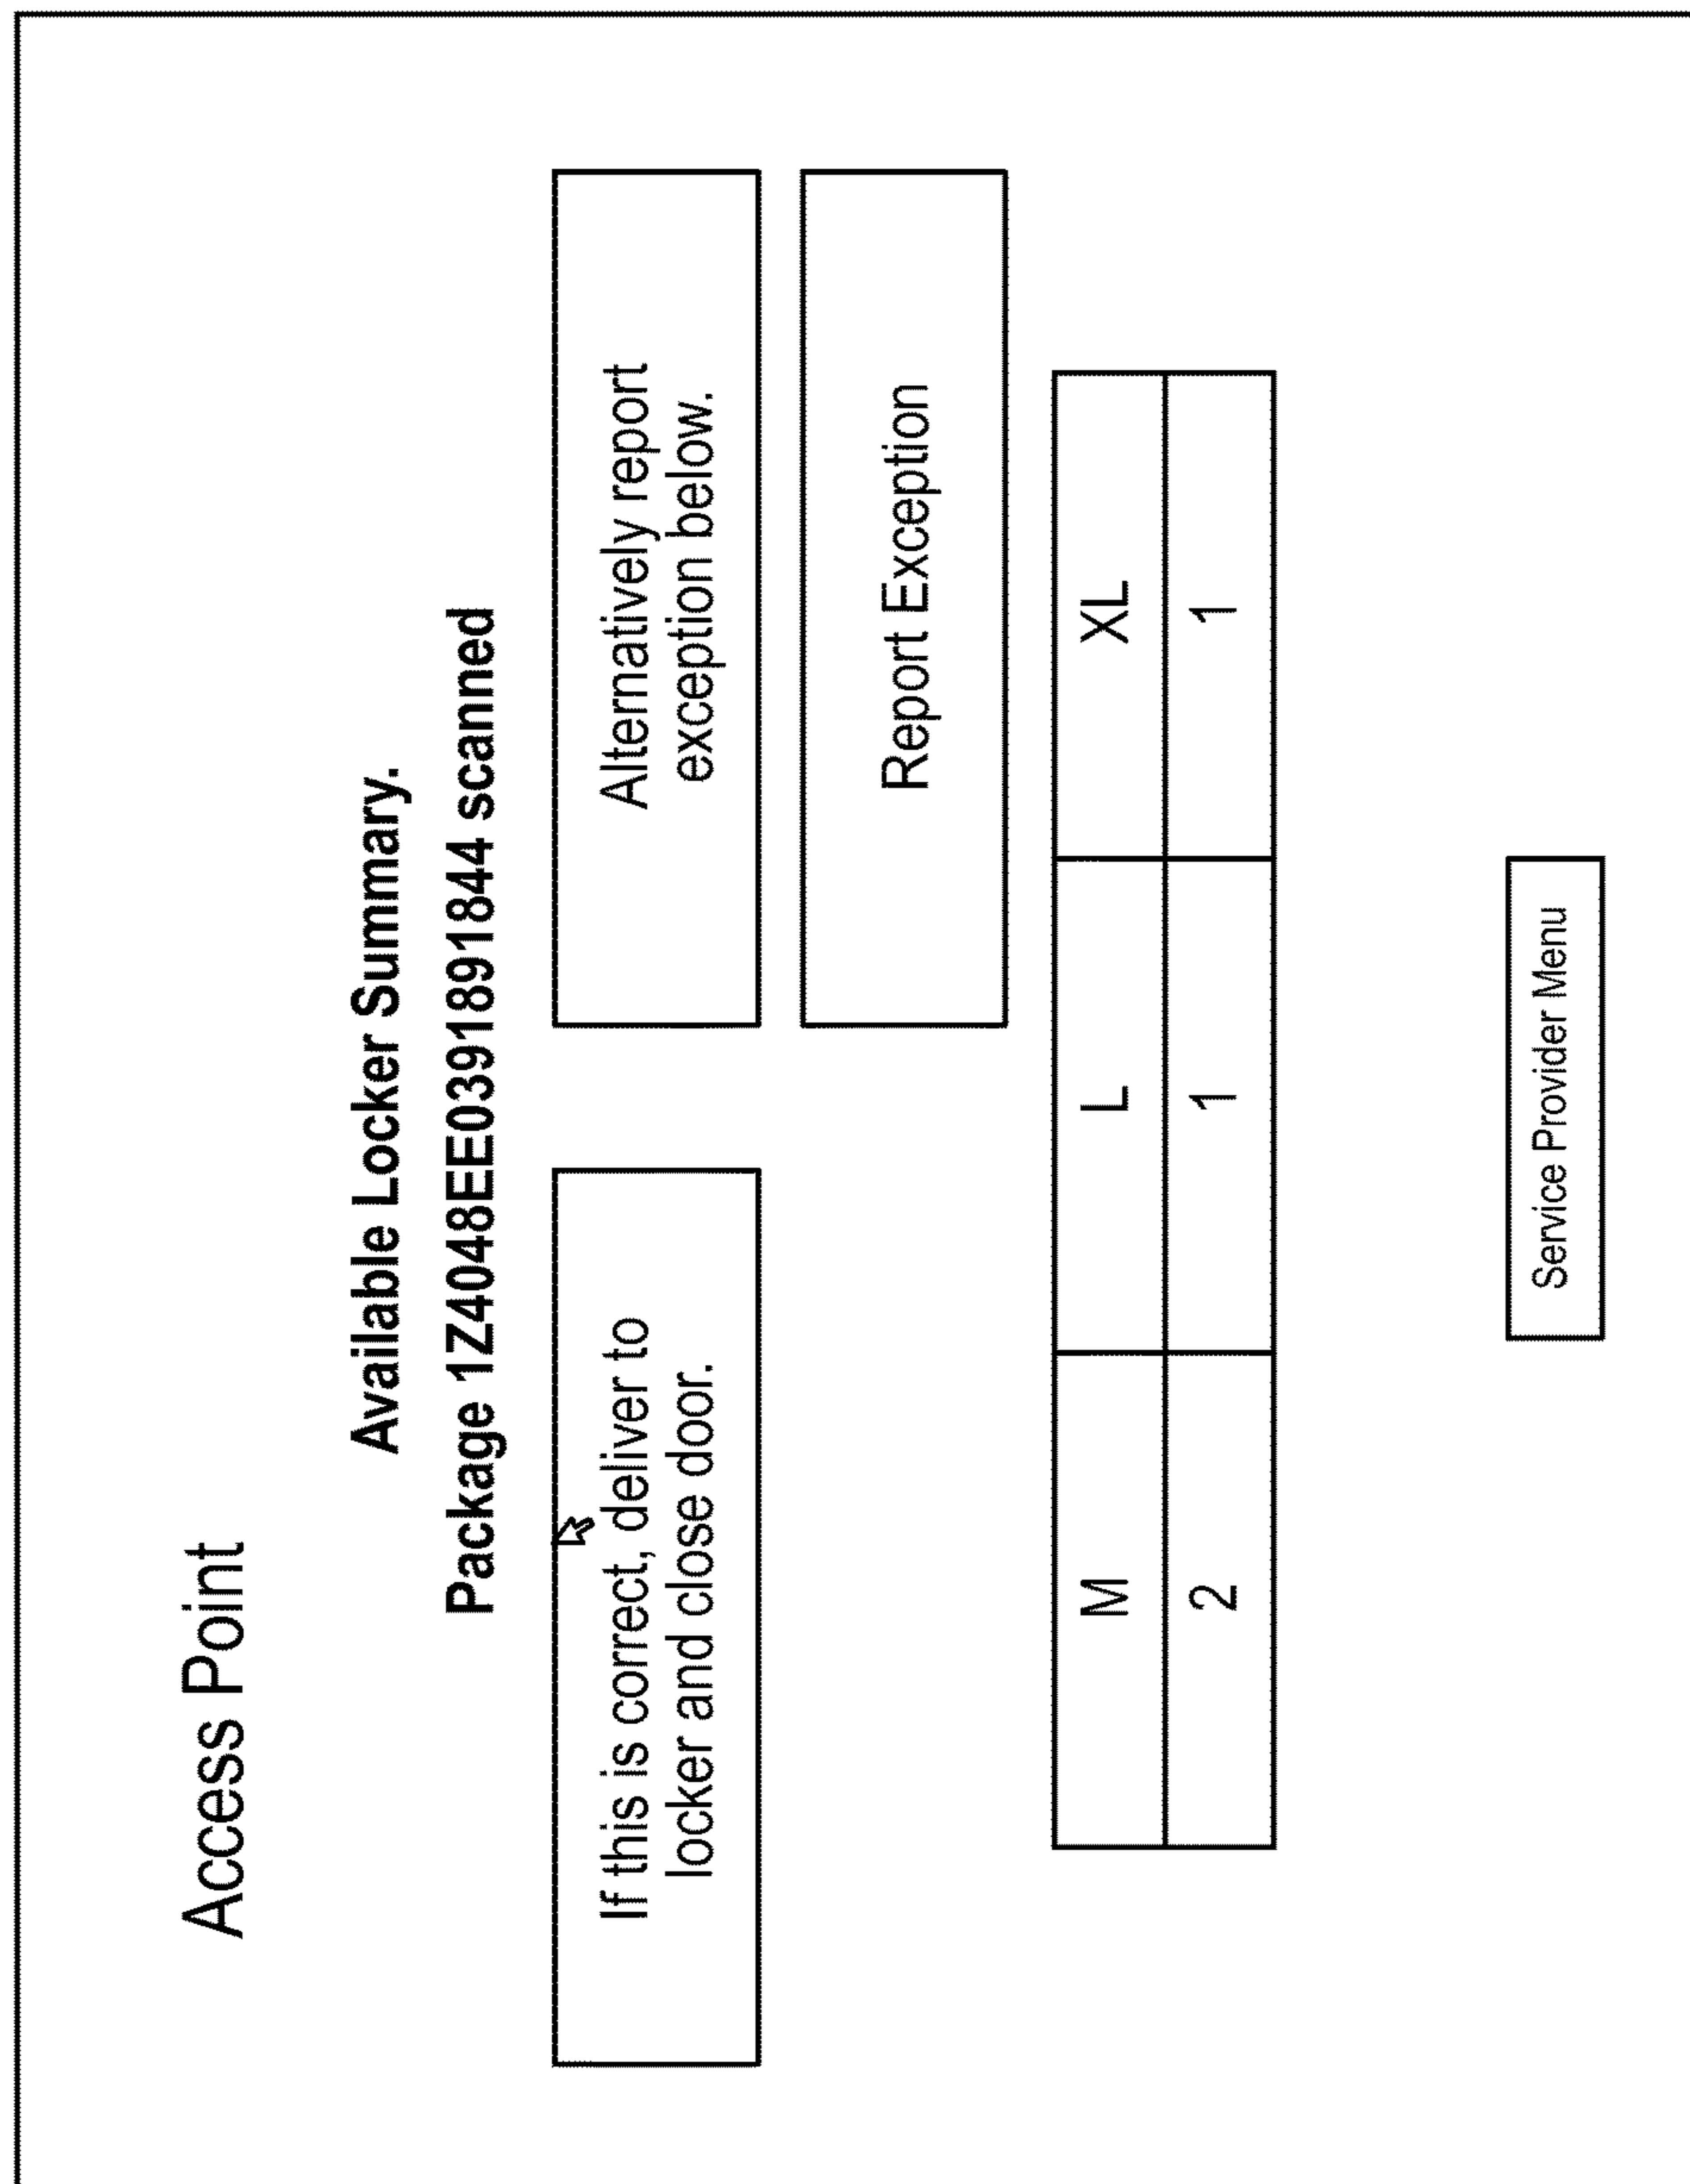 Access Point
Available Locker Summary.
Package 1Z4048EE0391891844 scanned
If this is correct, deliver to
locker and close door.
Alternatively report
exception below.
Report Exception
M L XL
2 1 1
Service Provider Menu